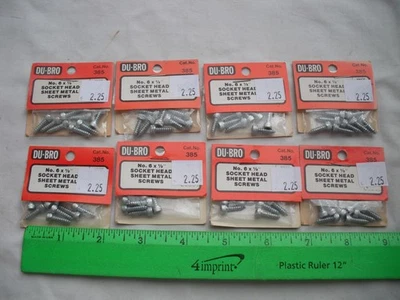 DU-BRO
Cat. No.
385
No. 6 x ½"
SOCKET HEAD
SHEET METAL
SCREWS
2.25
DU-BRO
Cat. No.
385
No. 6 x ½"
SOCKET HEAD
SHEET METAL
SCREWS
2.25
DU-BRO
Cat. No.
385
No. 6 x ½"
SOCKET HEAD
SHEET METAL
SCREWS
2.25
DU-BRO
Cat. No.
385
No. 6 x ½"
SOCKET HEAD
SHEET METAL
SCREWS
2.25
DU-BRO
Cat. No.
385
No. 6 x ½"
SOCKET HEAD
SHEET METAL
SCREWS
2.25
DU-BRO
Cat. No.
385
No. 6 x ½"
SOCKET HEAD
SHEET METAL
SCREWS
2.25
DU-BRO
Cat. No.
385
No. 6 x ½"
SOCKET HEAD
SHEET METAL
SCREWS
2.25
DU-BRO
Cat. No.
385
No. 6 x ½"
SOCKET HEAD
SHEET METAL
SCREWS
2.25
1 2 3 4 5 6 7 8 9
4imprint
Plastic Ruler 12"